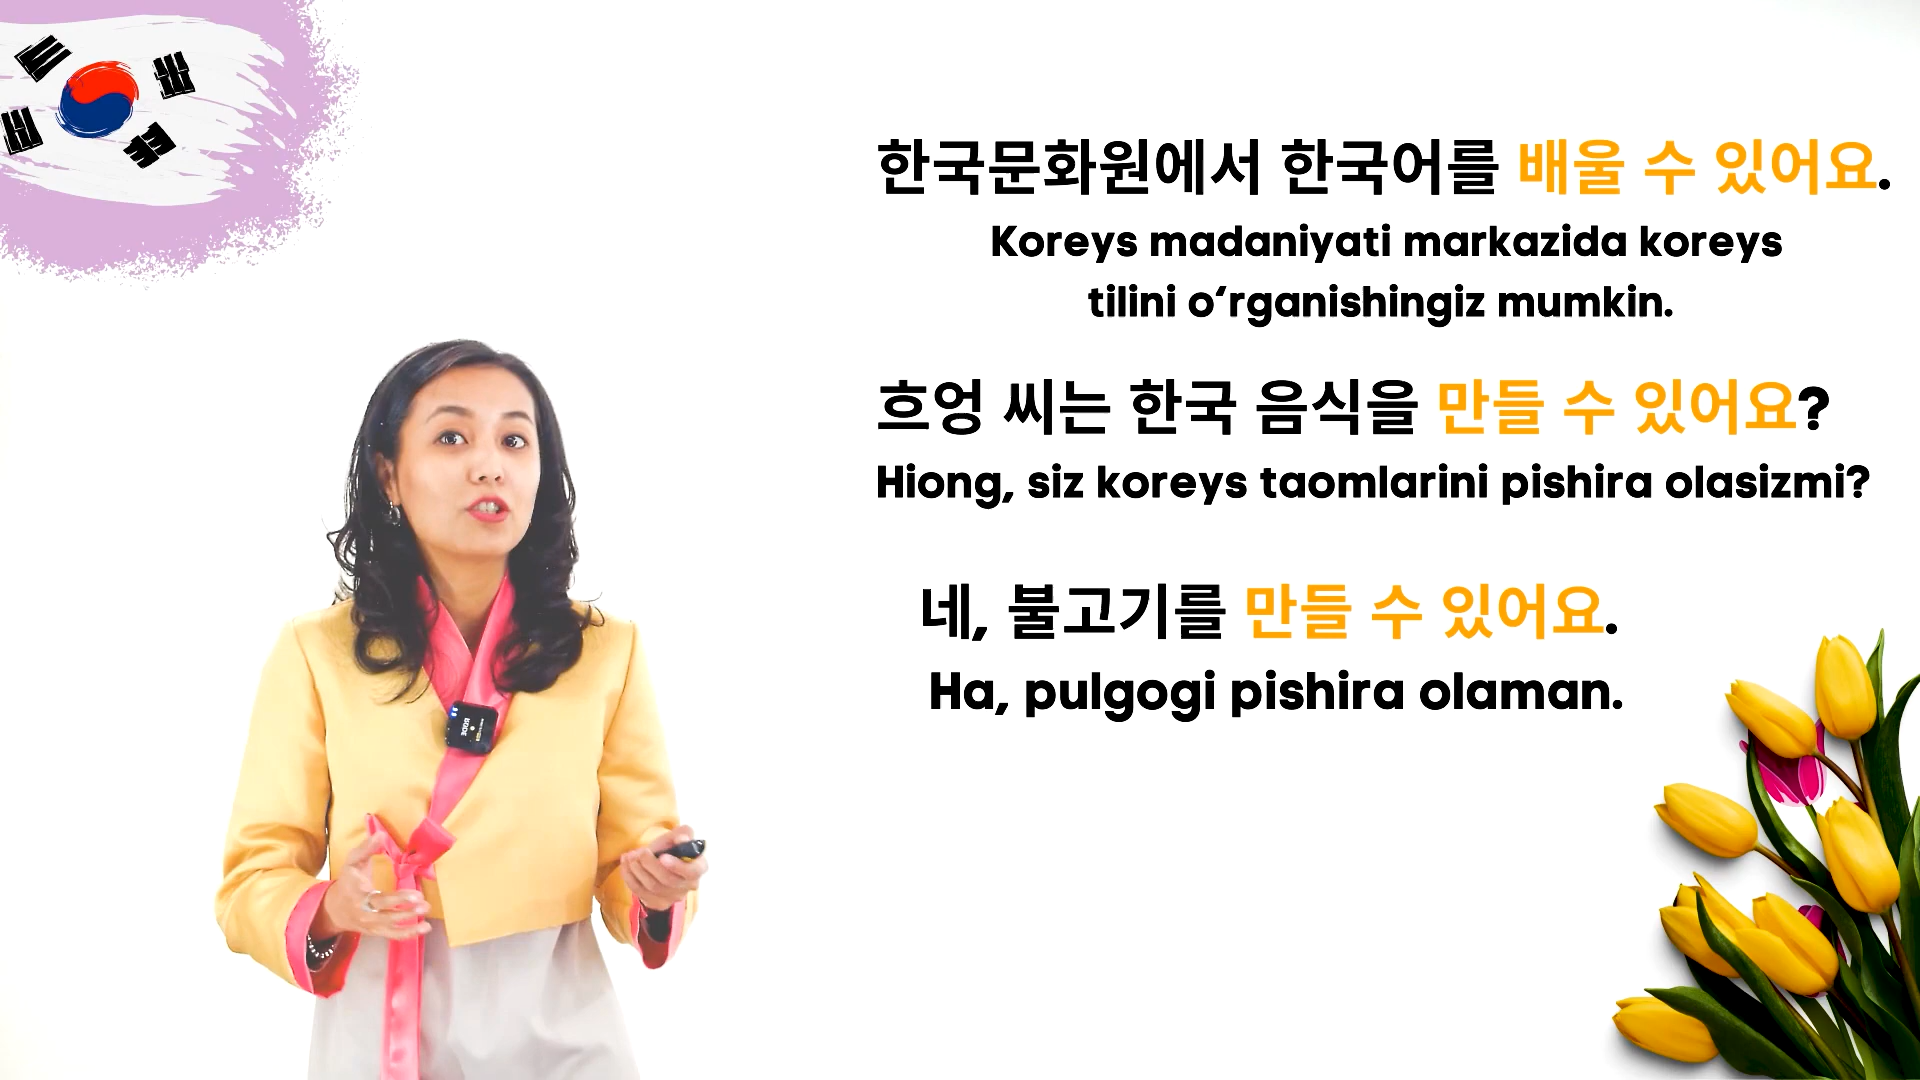 한국문화원에서 한국어를 배울 수 있어요.
Koreys madaniyati markazida koreys
tilini o‘rganishingiz mumkin.
흐엉 씨는 한국 음식을 만들 수 있어요?
Hiong, siz koreys taomlarini pishira olasizmi?
네, 불고기를 만들 수 있어요.
Ha, pulgogi pishira olaman.
RØDE